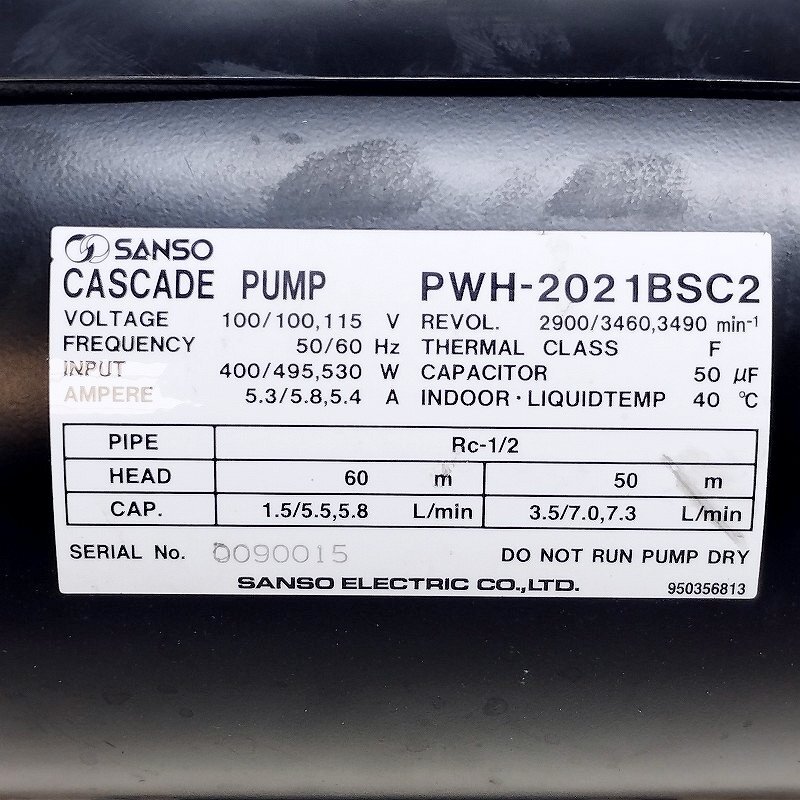 SANSO
CASCADE PUMP PWH-2021BSC2
VOLTAGE 100/100,115 V REVOL. 2900/3460,3490 min-1
FREQUENCY 50/60 Hz THERMAL CLASS F
INPUT 400/495,530 W CAPACITOR 50 µF
AMPERE 5.3/5.8,5.4 A INDOOR・LIQUIDTEMP 40 ℃
PIPE Rc-1/2
HEAD 60 m 50 m
CAP. 1.5/5.5,5.8 L/min 3.5/7.0,7.3 L/min
SERIAL No. 0090015 DO NOT RUN PUMP DRY
SANSO ELECTRIC CO.,LTD. 950356813